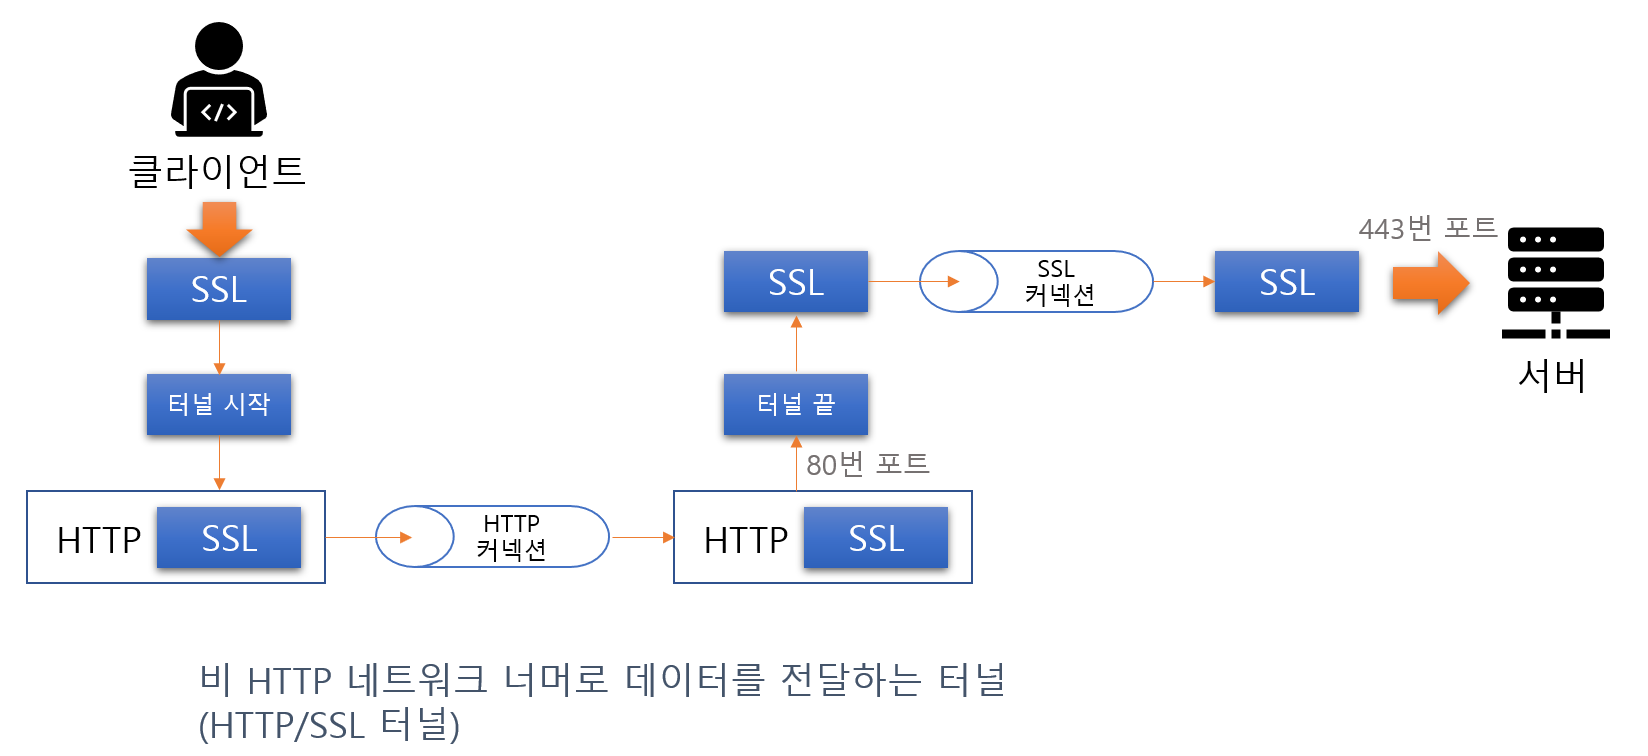 클라이언트
SSL
터널 시작
HTTP
SSL
HTTP
커넥션
HTTP
SSL
80번 포트
터널 끝
SSL
SSL
커넥션
SSL
443번 포트
서버
비 HTTP 네트워크 너머로 데이터를 전달하는 터널
(HTTP/SSL 터널)